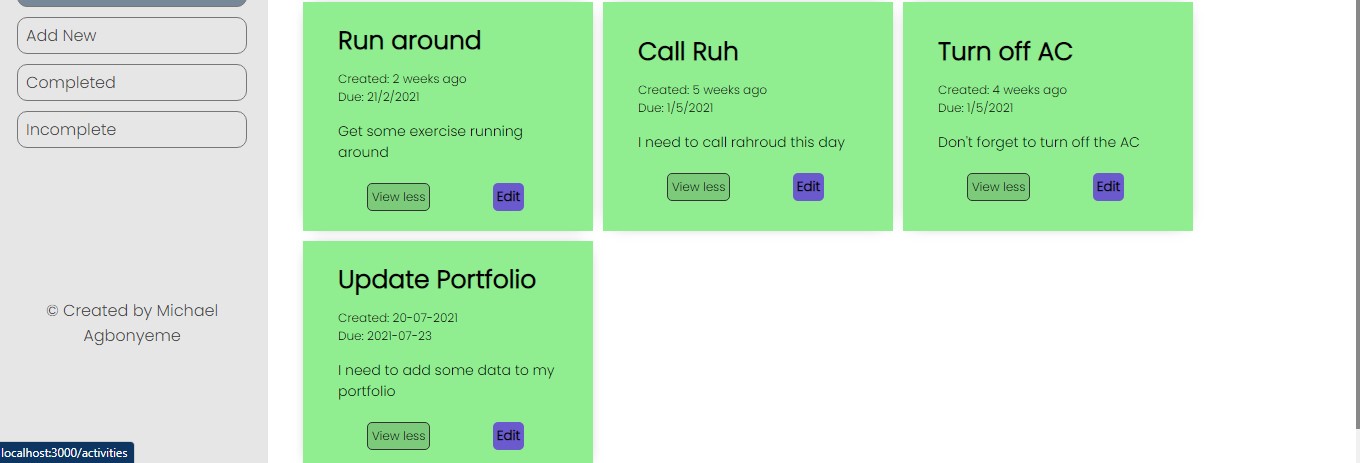 Add New
Completed
Incomplete
© Created by Michael
Agbonyeme
localhost:3000/activities
Run around
Created: 2 weeks ago
Due: 21/2/2021
Get some exercise running
around
View less Edit
Call Ruh
Created: 5 weeks ago
Due: 1/5/2021
I need to call rahroud this day
View less Edit
Turn off AC
Created: 4 weeks ago
Due: 1/5/2021
Don't forget to turn off the AC
View less Edit
Update Portfolio
Created: 20-07-2021
Due: 2021-07-23
I need to add some data to my
portfolio
View less Edit